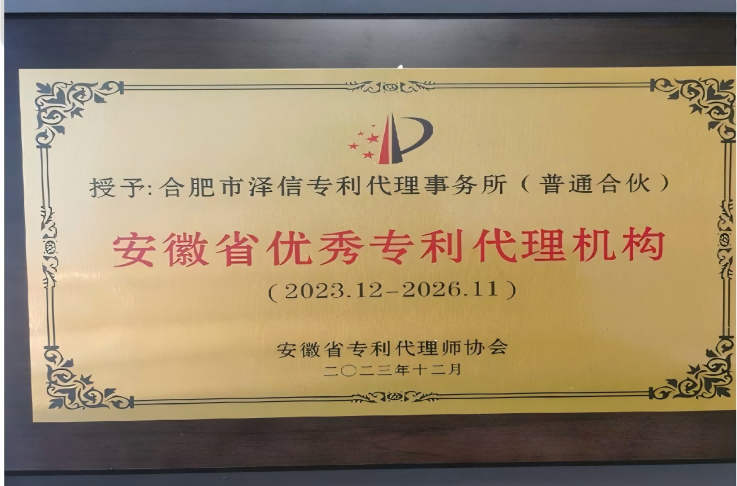 授予:合肥市泽信专利代理事务所（普通合伙）
安徽省优秀专利代理机构
(2023.12-2026.11)
安徽省专利代理师协会
二〇二三年十二月